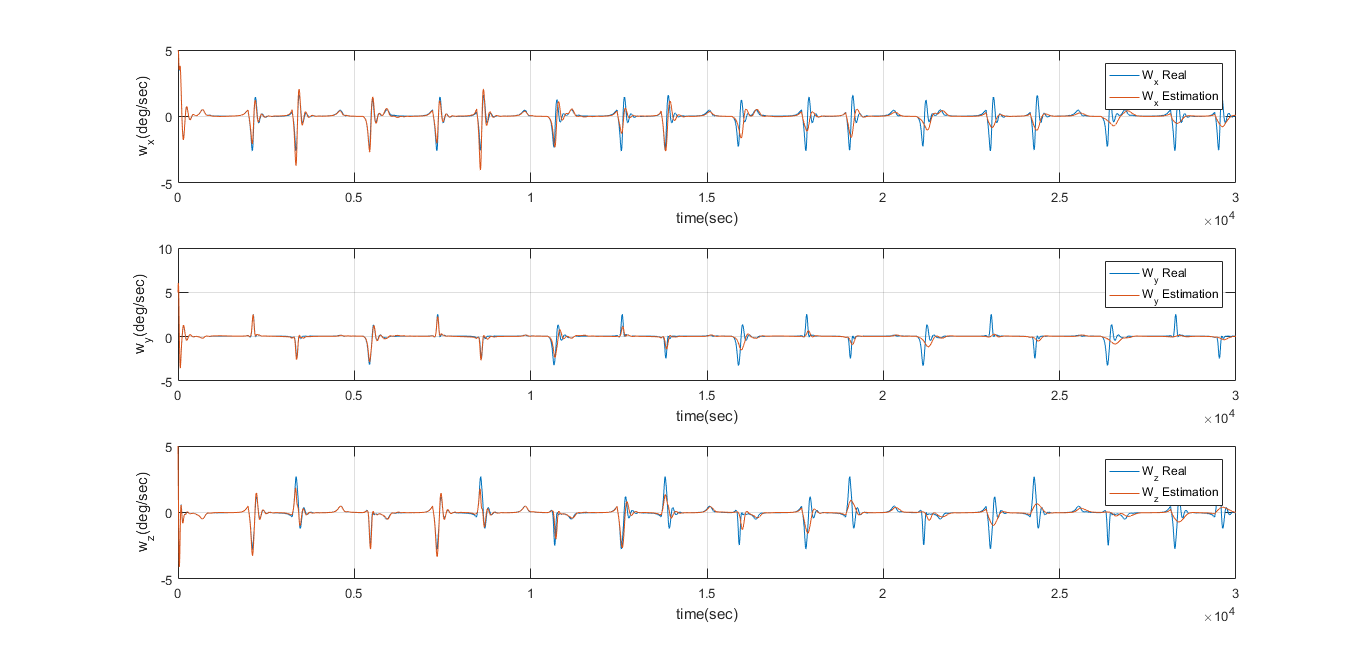 5
0
-5
w_x(deg/sec)
W_x Real
W_x Estimation
0 0.5 1 1.5 2 2.5 3
time(sec)
×10^4
10
5
0
-5
w_y(deg/sec)
W_y Real
W_y Estimation
0 0.5 1 1.5 2 2.5 3
time(sec)
×10^4
5
0
-5
w_z(deg/sec)
W_z Real
W_z Estimation
0 0.5 1 1.5 2 2.5 3
time(sec)
×10^4